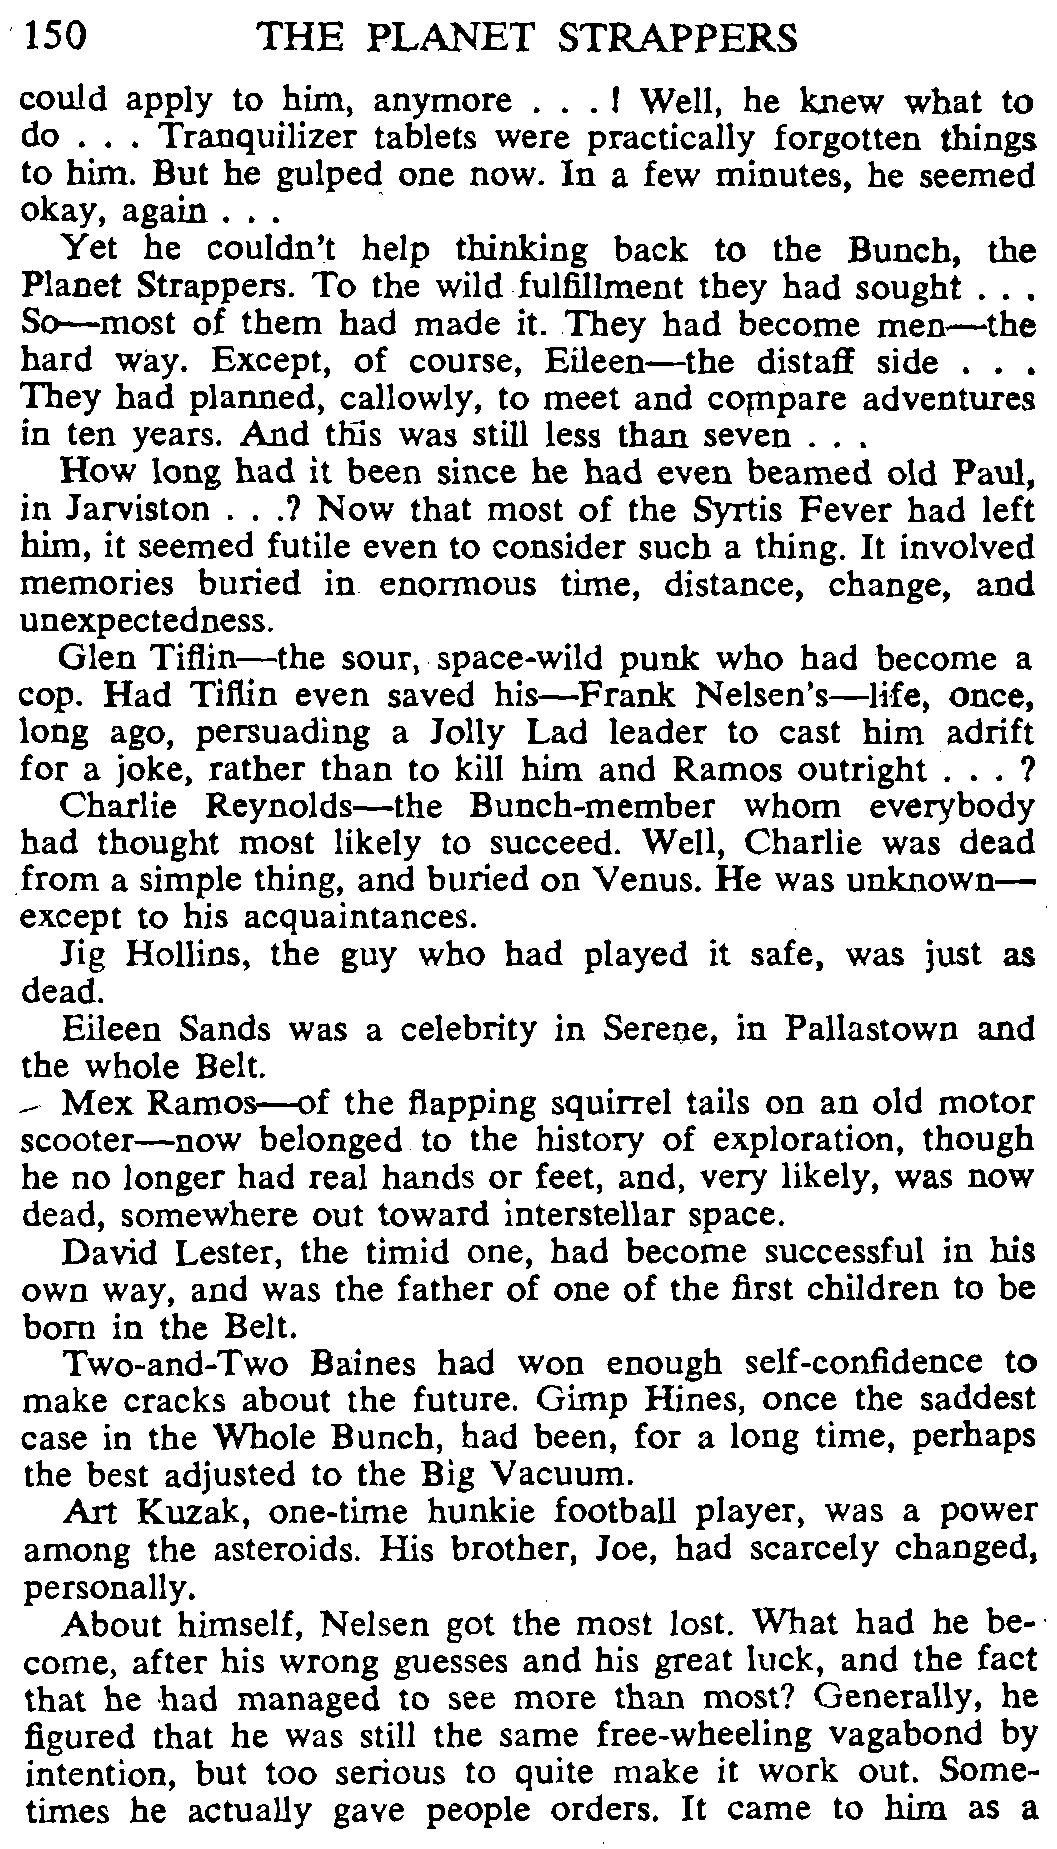 150 THE PLANET STRAPPERS
could apply to him, anymore . . . ! Well, he knew what to
do . . . Tranquilizer tablets were practically forgotten things
to him. But he gulped one now. In a few minutes, he seemed
okay, again . . .
Yet he couldn't help thinking back to the Bunch, the
Planet Strappers. To the wild fulfillment they had sought . . .
So—most of them had made it. They had become men—the
hard way. Except, of course, Eileen—the distaff side . . .
They had planned, callowly, to meet and compare adventures
in ten years. And this was still less than seven . . .
How long had it been since he had even beamed old Paul,
in Jarviston . . .? Now that most of the Syrtis Fever had left
him, it seemed futile even to consider such a thing. It involved
memories buried in enormous time, distance, change, and
unexpectedness.
Glen Tiflin—the sour, space-wild punk who had become a
cop. Had Tiflin even saved his—Frank Nelsen's—life, once,
long ago, persuading a Jolly Lad leader to cast him adrift
for a joke, rather than to kill him and Ramos outright . . . ?
Charlie Reynolds—the Bunch-member whom everybody
had thought most likely to succeed. Well, Charlie was dead
from a simple thing, and buried on Venus. He was unknown—
except to his acquaintances.
Jig Hollins, the guy who had played it safe, was just as
dead.
Eileen Sands was a celebrity in Serene, in Pallastown and
the whole Belt.
Mex Ramos—of the flapping squirrel tails on an old motor
scooter—now belonged to the history of exploration, though
he no longer had real hands or feet, and, very likely, was now
dead, somewhere out toward interstellar space.
David Lester, the timid one, had become successful in his
own way, and was the father of one of the first children to be
born in the Belt.
Two-and-Two Baines had won enough self-confidence to
make cracks about the future. Gimp Hines, once the saddest
case in the Whole Bunch, had been, for a long time, perhaps
the best adjusted to the Big Vacuum.
Art Kuzak, one-time hunkie football player, was a power
among the asteroids. His brother, Joe, had scarcely changed,
personally.
About himself, Nelsen got the most lost. What had he be-
come, after his wrong guesses and his great luck, and the fact
that he had managed to see more than most? Generally, he
figured that he was still the same free-wheeling vagabond by
intention, but too serious to quite make it work out. Some-
times he actually gave people orders. It came to him as a